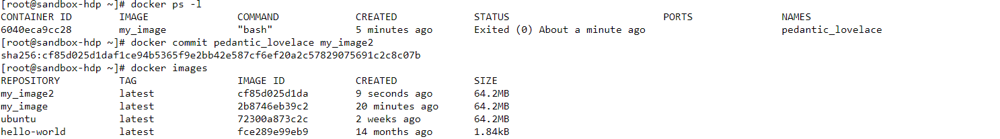 [root@sandbox-hdp ~]# docker ps -l
CONTAINER ID IMAGE COMMAND CREATED STATUS PORTS NAMES
6040eca9cc28 my_image "bash" 5 minutes ago Exited (0) About a minute ago pedantic_lovelace
[root@sandbox-hdp ~]# docker commit pedantic_lovelace my_image2
sha256:cf85d025d1daf1ce94b5365f9e2bb42e587cf6ef20a2c57829075691c2c8c07b
[root@sandbox-hdp ~]# docker images
REPOSITORY TAG IMAGE ID CREATED SIZE
my_image2 latest cf85d025d1da 9 seconds ago 64.2MB
my_image latest 2b8746eb39c2 20 minutes ago 64.2MB
ubuntu latest 72300a873c2c 2 weeks ago 64.2MB
hello-world latest fce289e99eb9 14 months ago 1.84kB